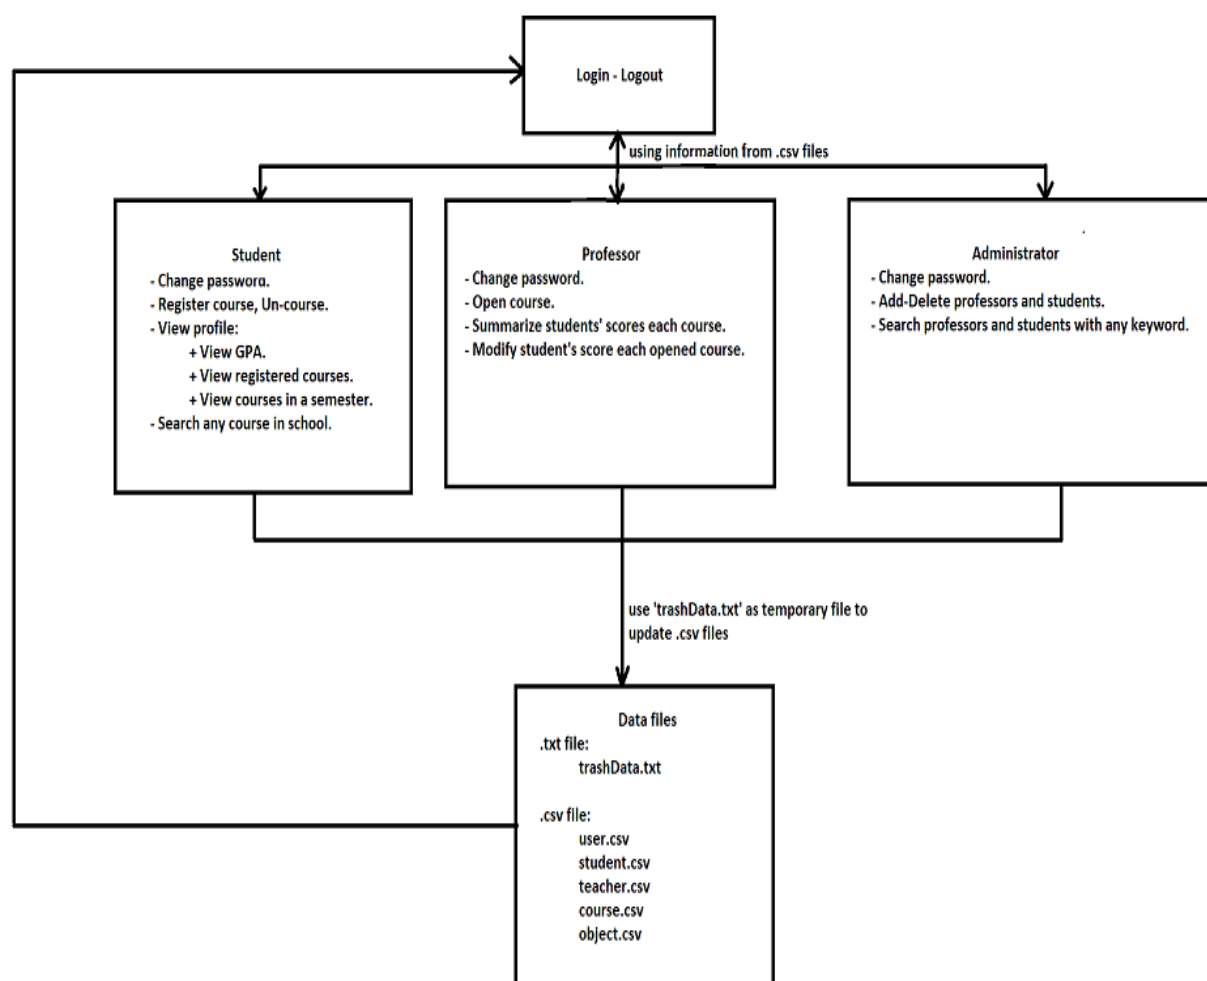 Login - Logout
using information from .csv files
Student
- Change password.
- Register course, Un-course.
- View profile:
+ View GPA.
+ View registered courses.
+ View courses in a semester.
- Search any course in school.
Professor
- Change password.
- Open course.
- Summarize students' scores each course.
- Modify student's score each opened course.
Administrator
- Change password.
- Add-Delete professors and students.
- Search professors and students with any keyword.
use 'trashData.txt' as temporary file to
update .csv files
Data files
.txt file:
trashData.txt
.csv file:
user.csv
student.csv
teacher.csv
course.csv
object.csv